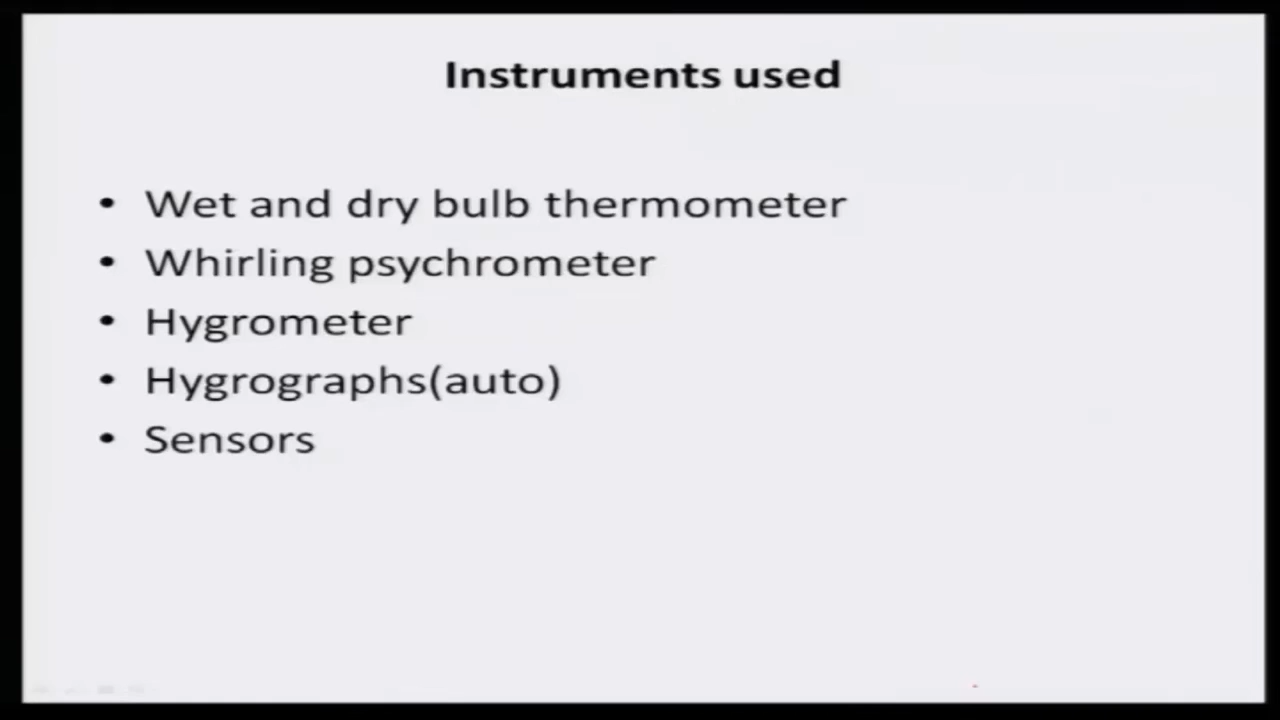 Instruments used
• Wet and dry bulb thermometer
• Whirling psychrometer
• Hygrometer
• Hygrographs(auto)
• Sensors